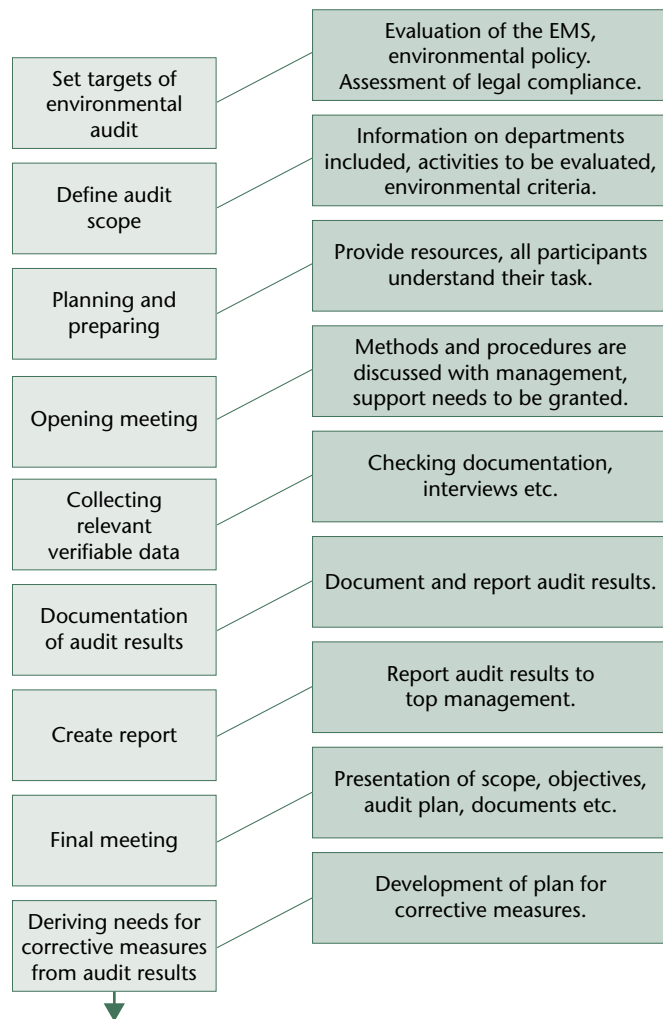 Set targets of
environmental
audit
Evaluation of the EMS,
environmental policy.
Assessment of legal compliance.
Define audit
scope
Information on departments
included, activities to be evaluated,
environmental criteria.
Planning and
preparing
Provide resources, all participants
understand their task.
Opening meeting
Methods and procedures are
discussed with management,
support needs to be granted.
Collecting
relevant
verifiable data
Checking documentation,
interviews etc.
Documentation
of audit results
Document and report audit results.
Create report
Report audit results to
top management.
Final meeting
Presentation of scope, objectives,
audit plan, documents etc.
Deriving needs for
corrective measures
from audit results
Development of plan for
corrective measures.